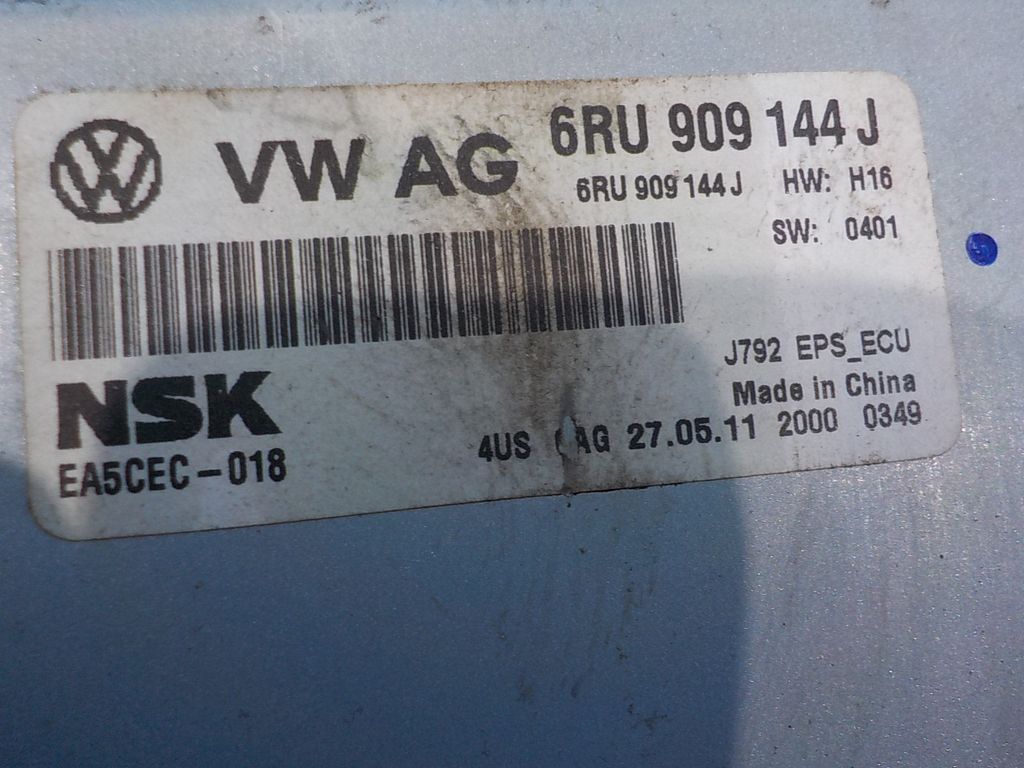 VW AG 6RU 909 144 J
6RU 909 144 J HW: H16
SW: 0401
J792 EPS_ECU
Made in China
NSK
4US AG 27.05.11 2000 0349
EA5CEC-018